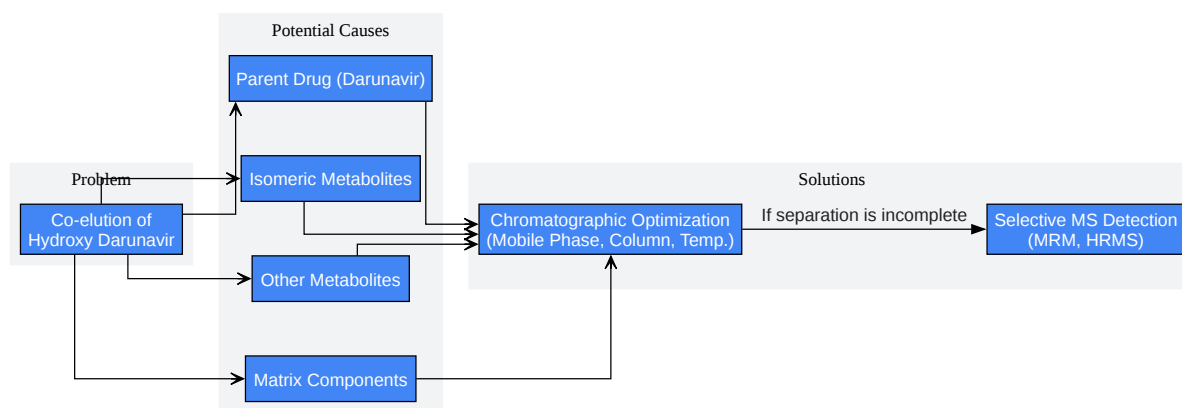 Potential Causes
Parent Drug (Darunavir)
Isomeric Metabolites
Problem
Co-elution of
Hydroxy Darunavir
Other Metabolites
Matrix Components
Solutions
Chromatographic Optimization
(Mobile Phase, Column, Temp.)
If separation is incomplete
Selective MS Detection
(MRM, HRMS)